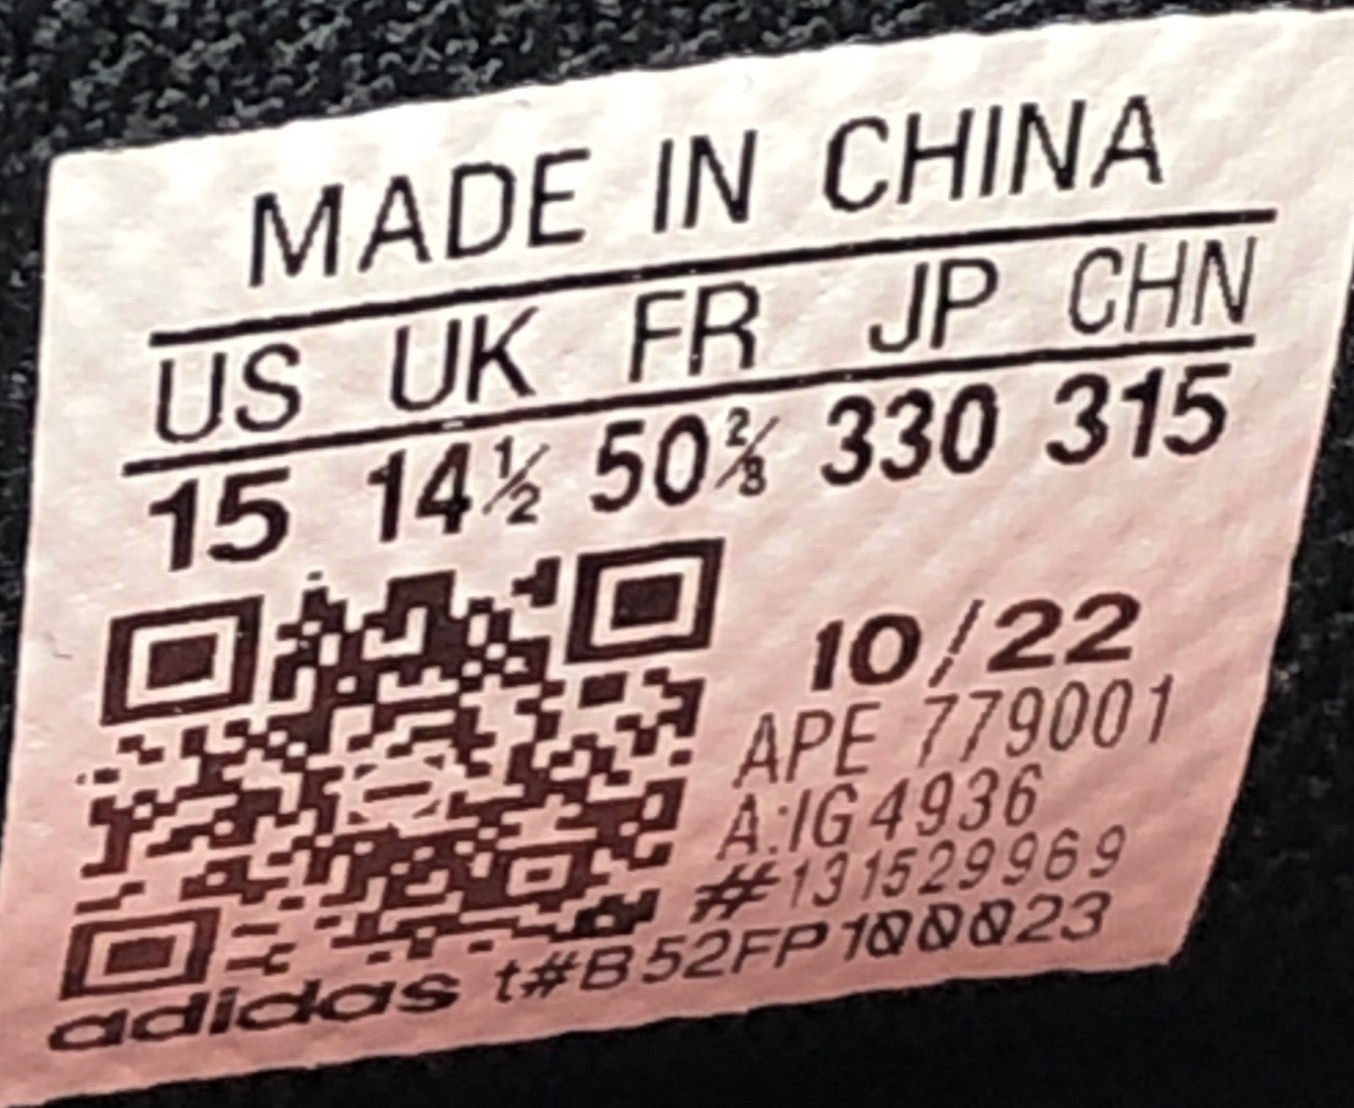 MADE IN CHINA
US UK FR JP CHN
15 14½ 50⅔ 330 315
10/22
APE 779001
A:IG4936
#131529969
adidas t#B52FP100023